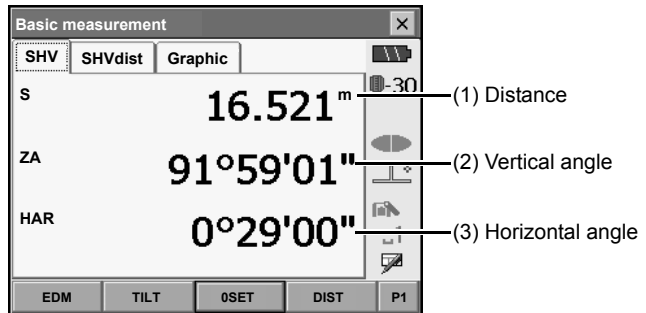 Basic measurement
SHV SHVdist Graphic
S 16.521 m -30 (1) Distance
ZA 91°59'01" (2) Vertical angle
HAR 0°29'00" (3) Horizontal angle
EDM TILT 0SET DIST P1